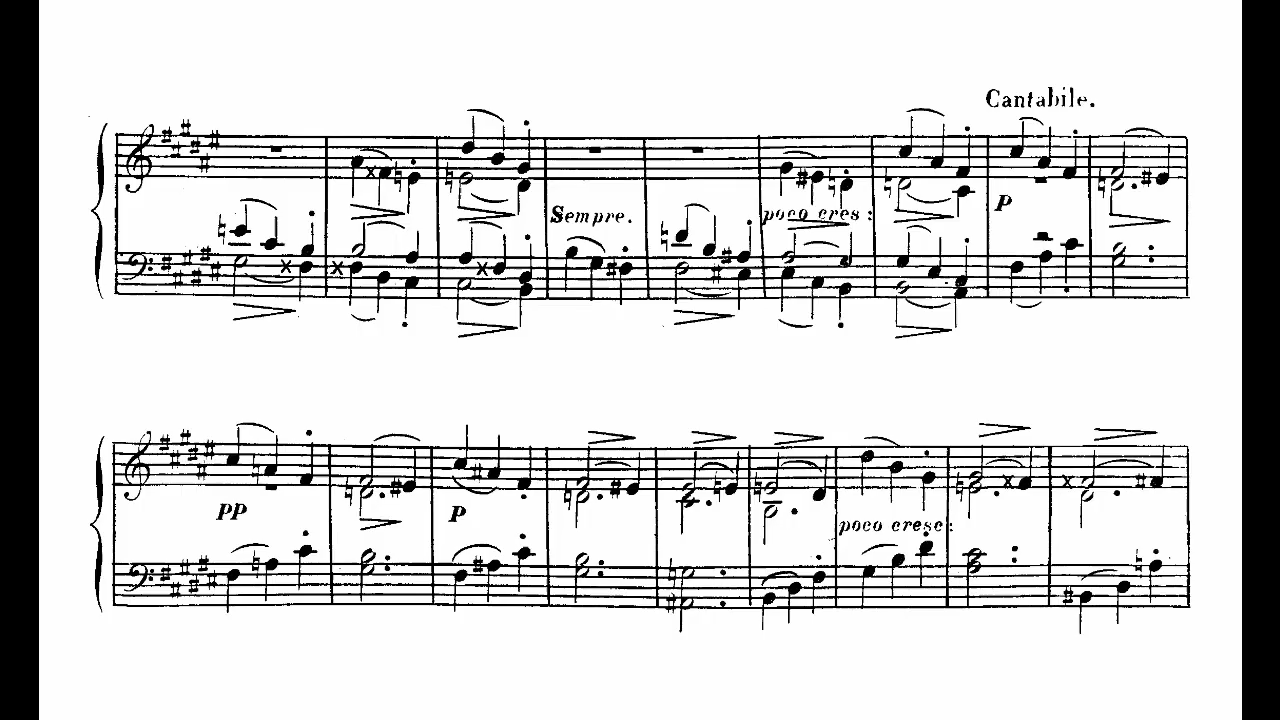 Cantabile.
Sempre.
poco cres:
P
PP
P
poco cresc: